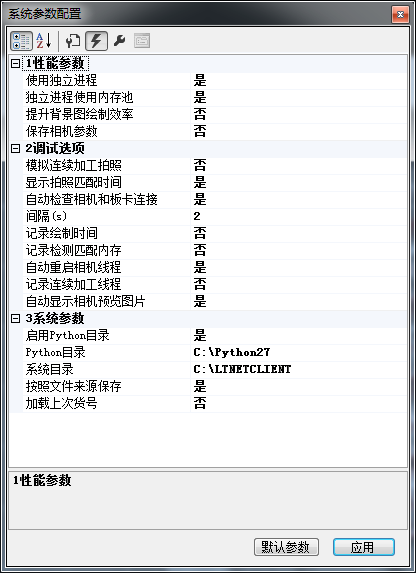 系统参数配置
1性能参数
使用独立进程 是
独立进程使用内存池 是
提升背景图绘制效率 否
保存相机参数 否
2调试选项
模拟连续加工拍照 否
显示拍照匹配时间 是
自动检查相机和板卡连接 是
间隔(s) 2
记录绘制时间 否
记录检测匹配内存 否
自动重启相机线程 是
记录连续加工线程 否
自动显示相机预览图片 是
3系统参数
启用Python目录 是
Python目录 C:\Python27
系统目录 C:\LTNETCLIENT
按照文件来源保存 是
加载上次货号 否
1性能参数
默认参数 应用